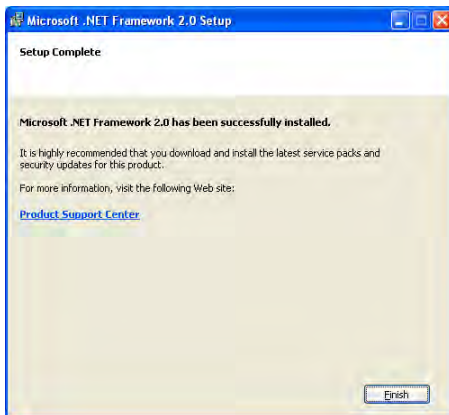 Microsoft .NET Framework 2.0 Setup
Setup Complete
Microsoft .NET Framework 2.0 has been successfully installed.
It is highly recommended that you download and install the latest service packs and
security updates for this product.
For more information, visit the following Web site:
Product Support Center
Finish